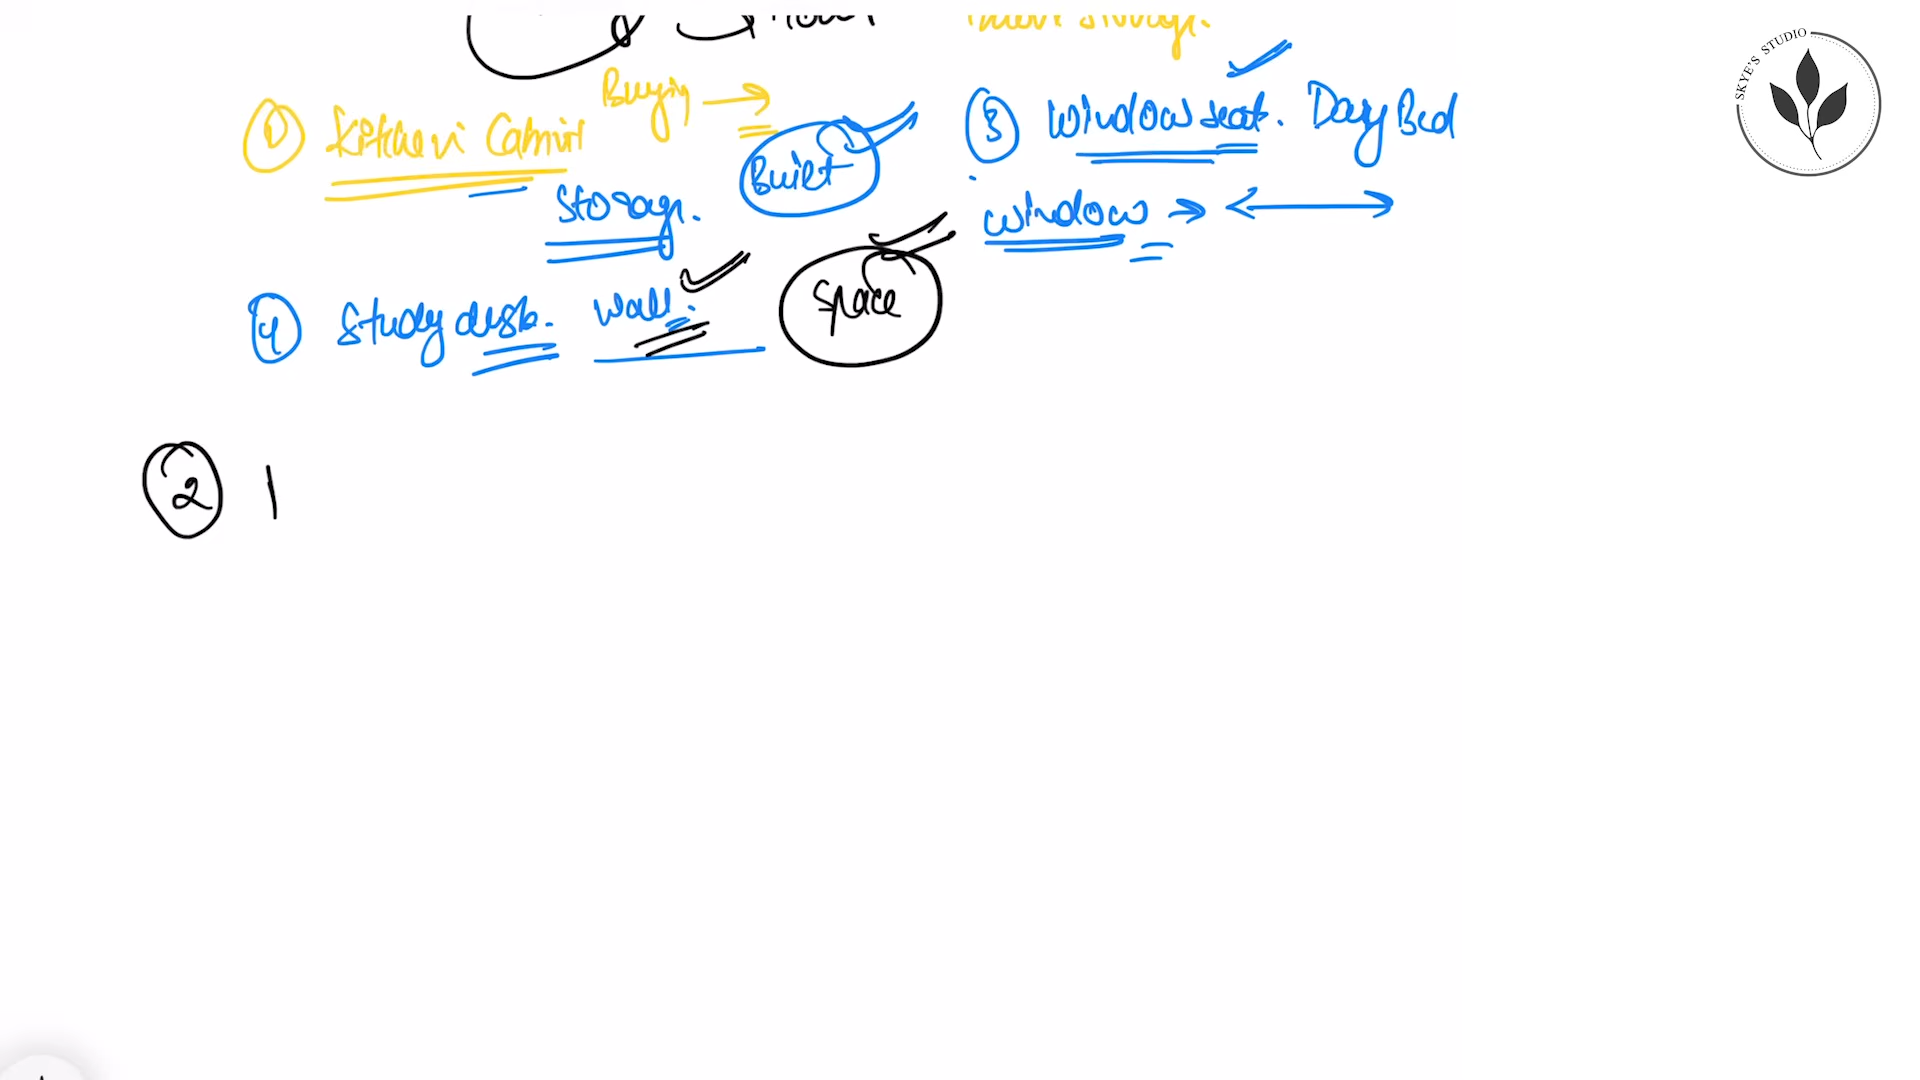 Buying →
① Kitchen Cabinet
Storage.
Built
③ Window seat. Day Bed
Window → ↔
④ Study desk. Wall.
Space
② |
SKYE'S STUDIO